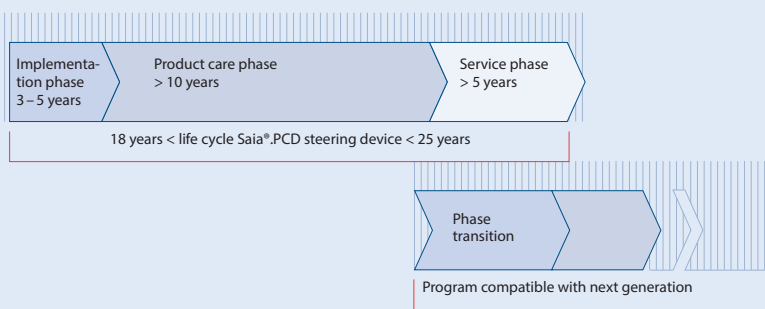 Implementa-
tion phase
3–5 years
Product care phase
> 10 years
Service phase
> 5 years
18 years < life cycle Saia®.PCD steering device < 25 years
Phase
transition
Program compatible with next generation